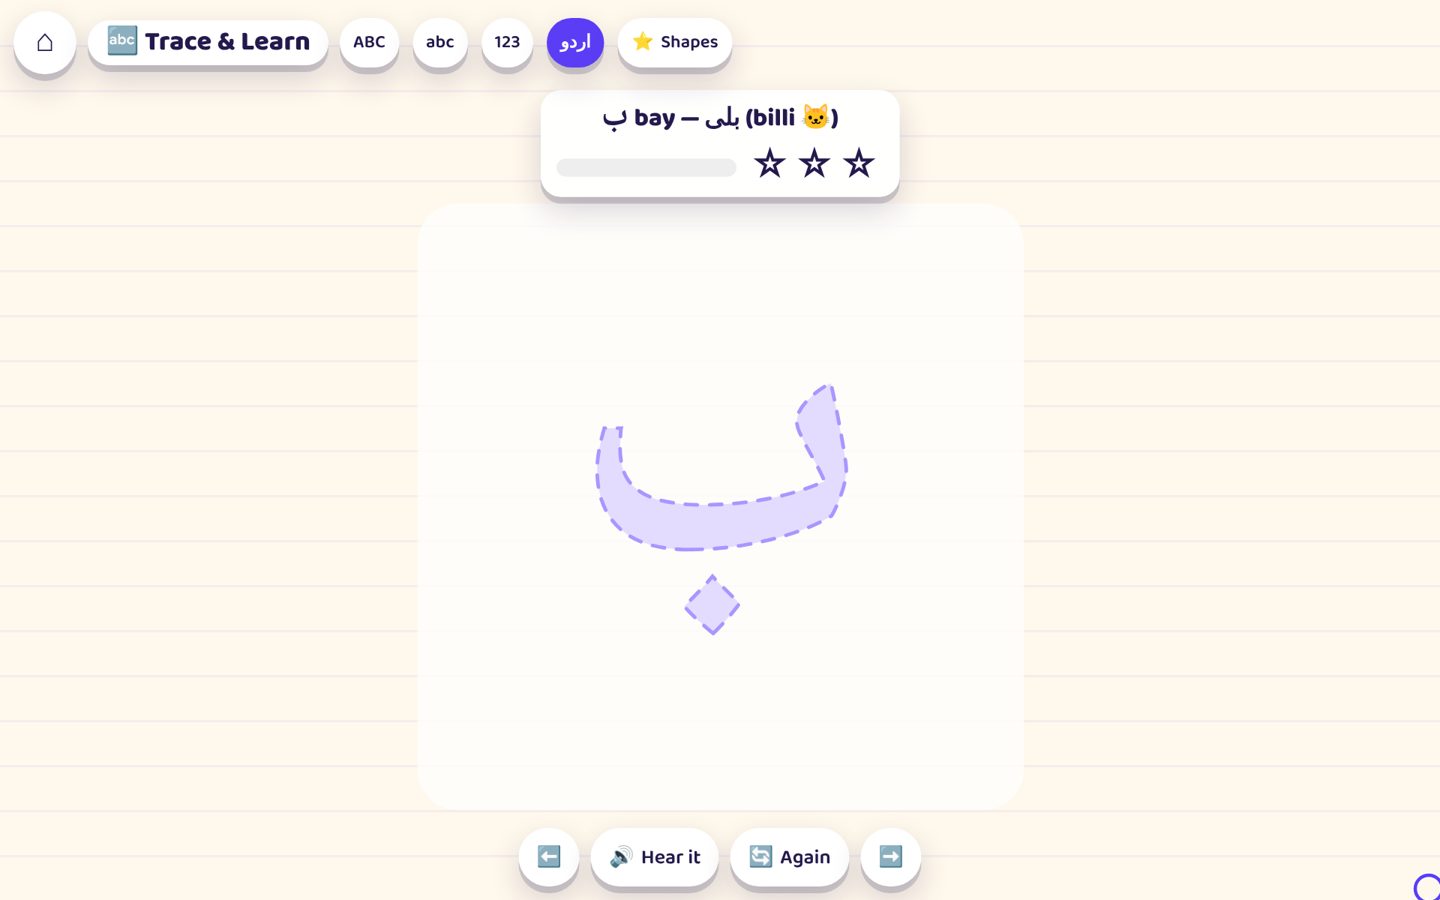 Trace & Learn
ABC
abc
123
اردو
Shapes
ب bay — بلی (billi 🐱)
ب
Hear it
Again